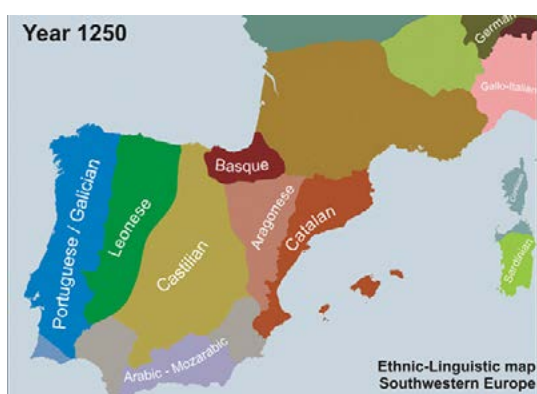 Year 1250
German
Gallo-Italian
Basque
Portuguese / Galician
Leonese
Castilian
Aragonese
Catalan
Sardinian
Arabic - Mozarabic
Ethnic-Linguistic map
Southwestern Europe